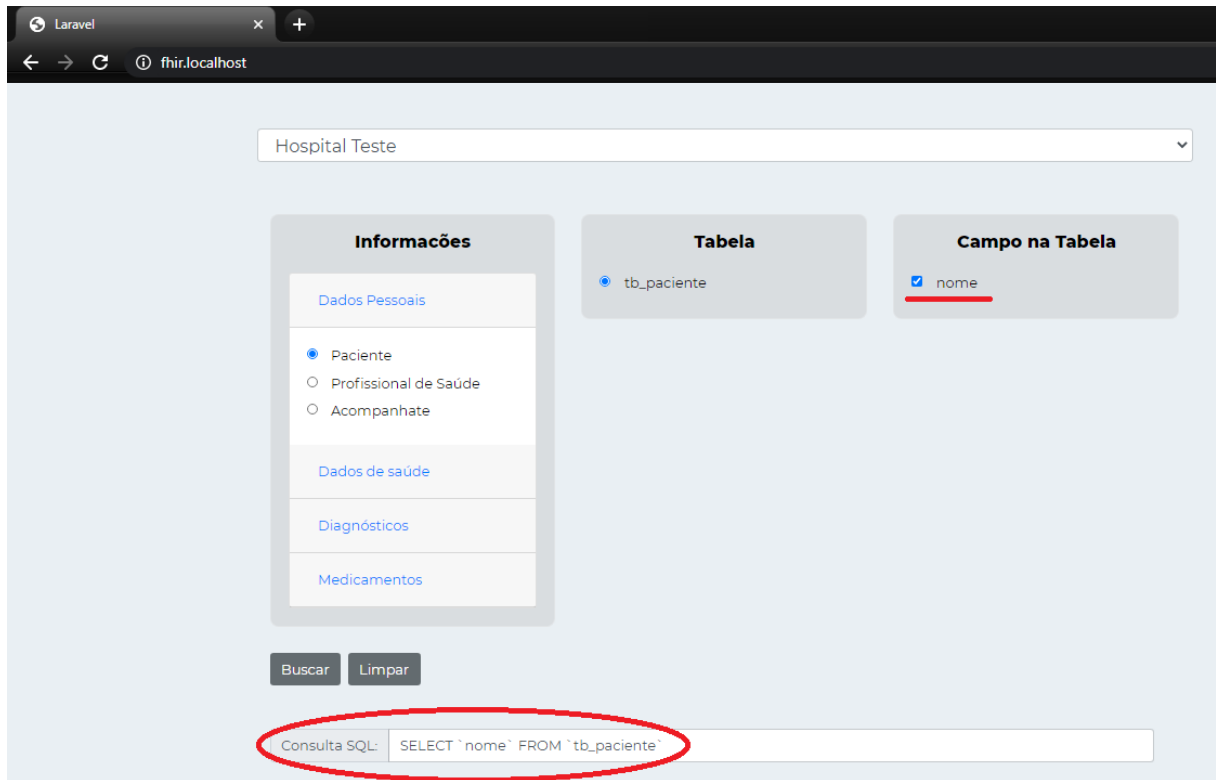 Laravel
fhir.localhost
Hospital Teste
Informacões
Dados Pessoais
Paciente
Profissional de Saúde
Acompanhate
Dados de saúde
Diagnósticos
Medicamentos
Tabela
tb_paciente
Campo na Tabela
nome
Buscar Limpar
Consulta SQL: SELECT `nome` FROM `tb_paciente`